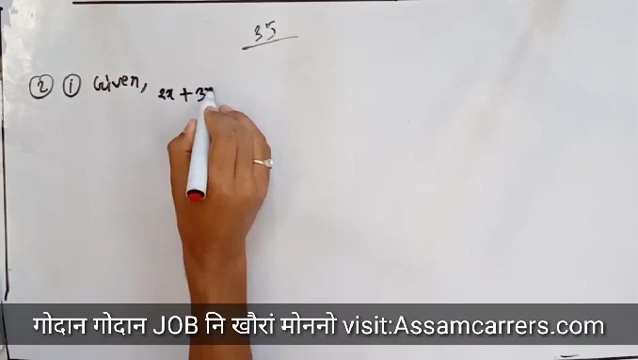 35
② ① Given, 2x + 3
गोदान गोदान JOB नि खौरां मोननो visit:Assamcarrers.com